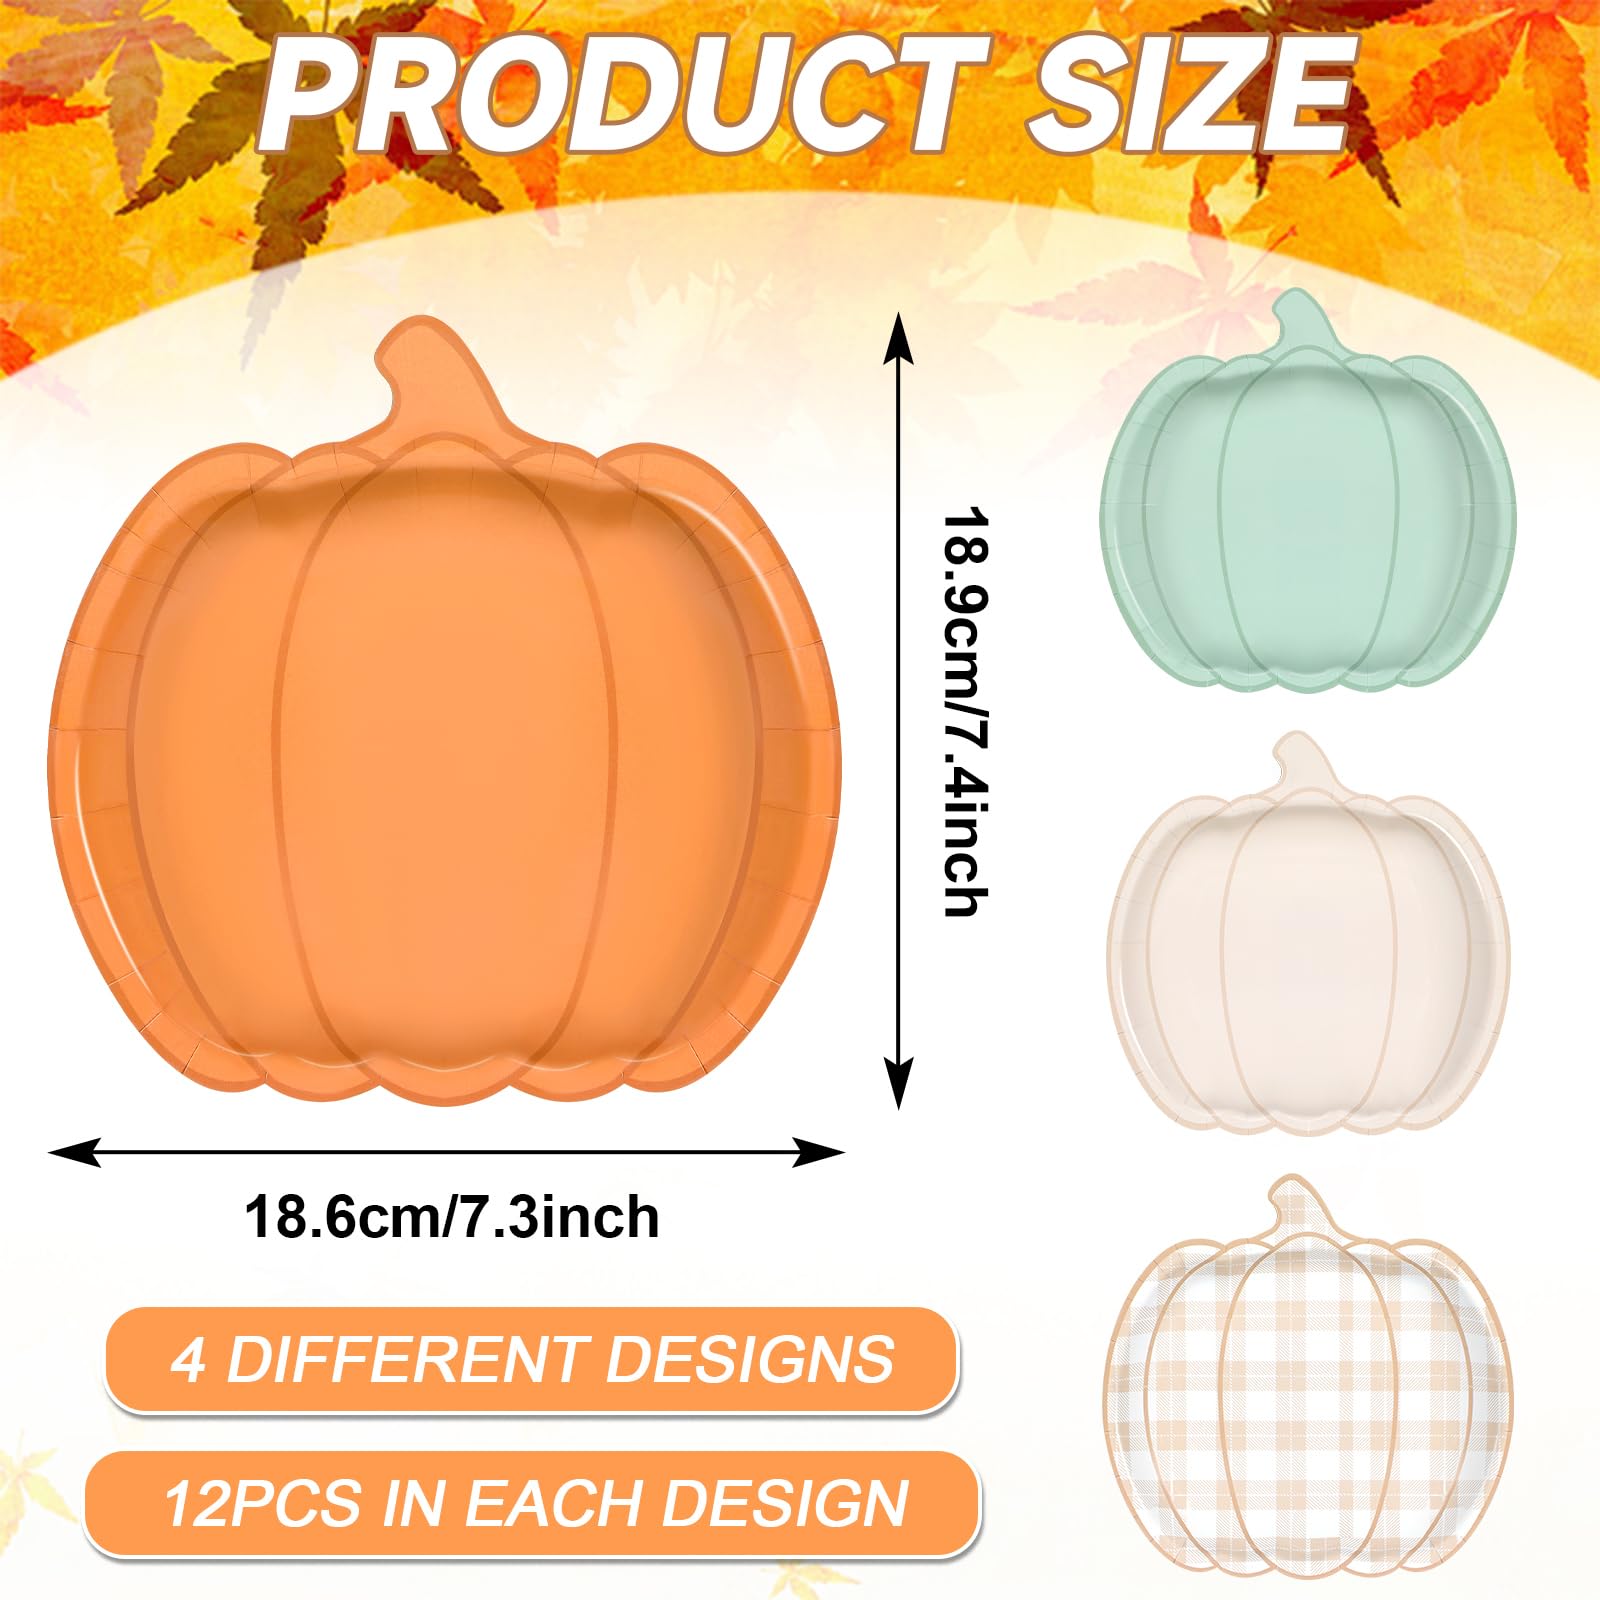 PRODUCT SIZE
18.9cm/7.4inch
18.6cm/7.3inch
4 DIFFERENT DESIGNS
12PCS IN EACH DESIGN